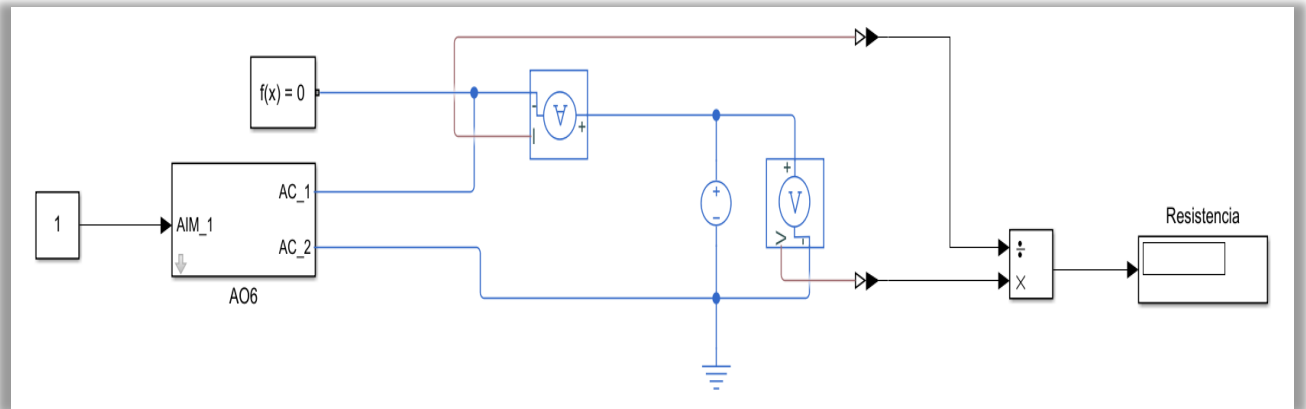 f(x) = 0
A
-
+
I
1
AIM_1
AC_1
AC_2
AO6
+
−
+
V
V
-
÷
×
Resistencia